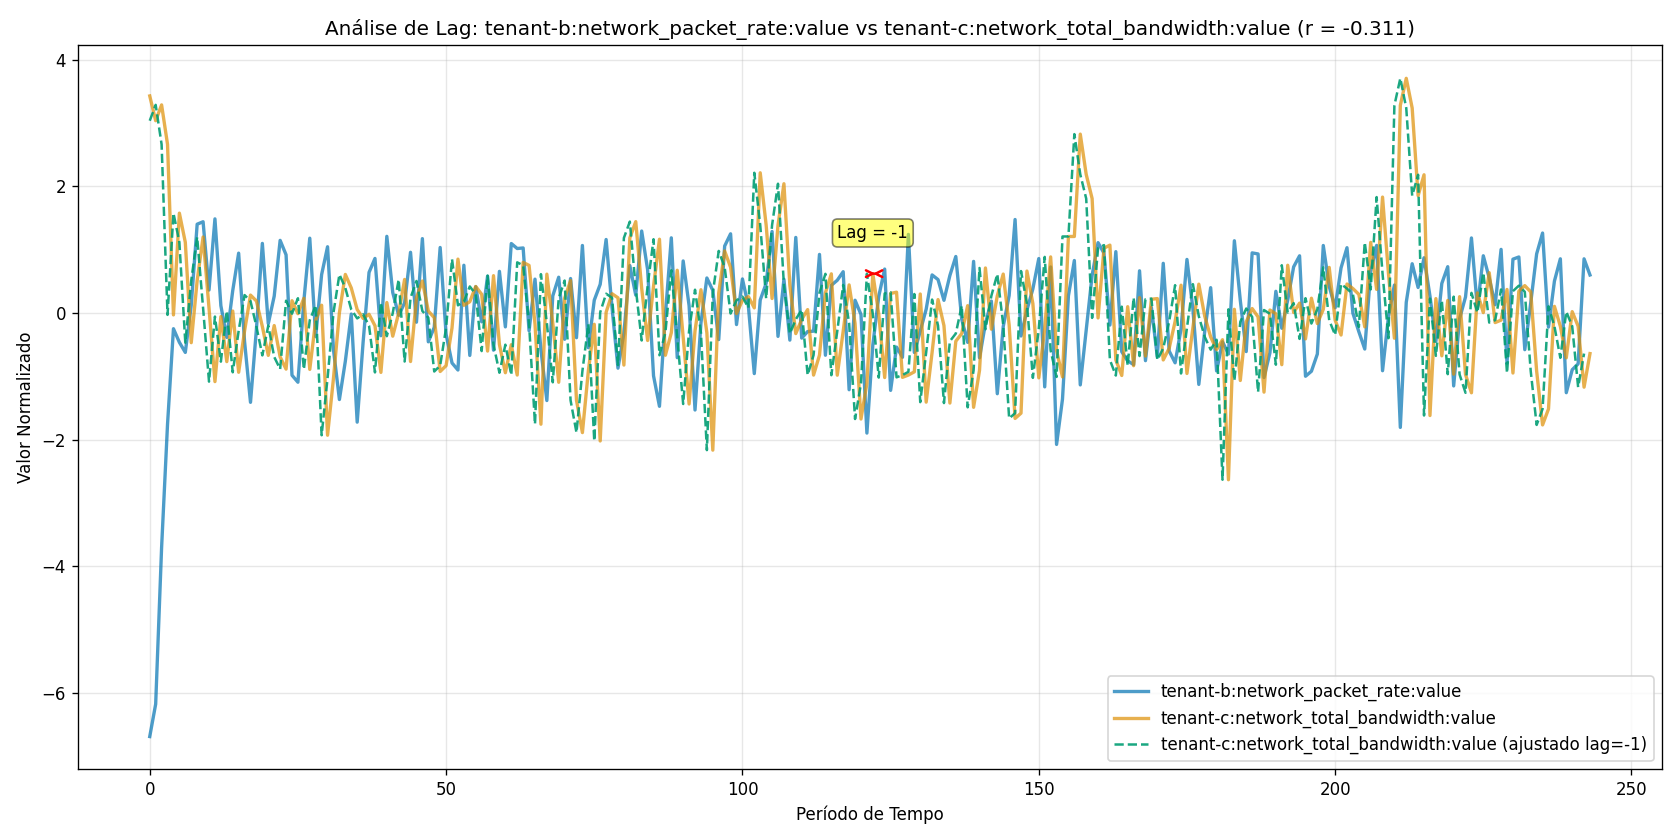 Análise de Lag: tenant-b:network_packet_rate:value vs tenant-c:network_total_bandwidth:value (r = -0.311)
4
2
0
−2
−4
−6
Valor Normalizado
Lag = -1
tenant-b:network_packet_rate:value
tenant-c:network_total_bandwidth:value
tenant-c:network_total_bandwidth:value (ajustado lag=-1)
0
50
100
150
200
250
Período de Tempo